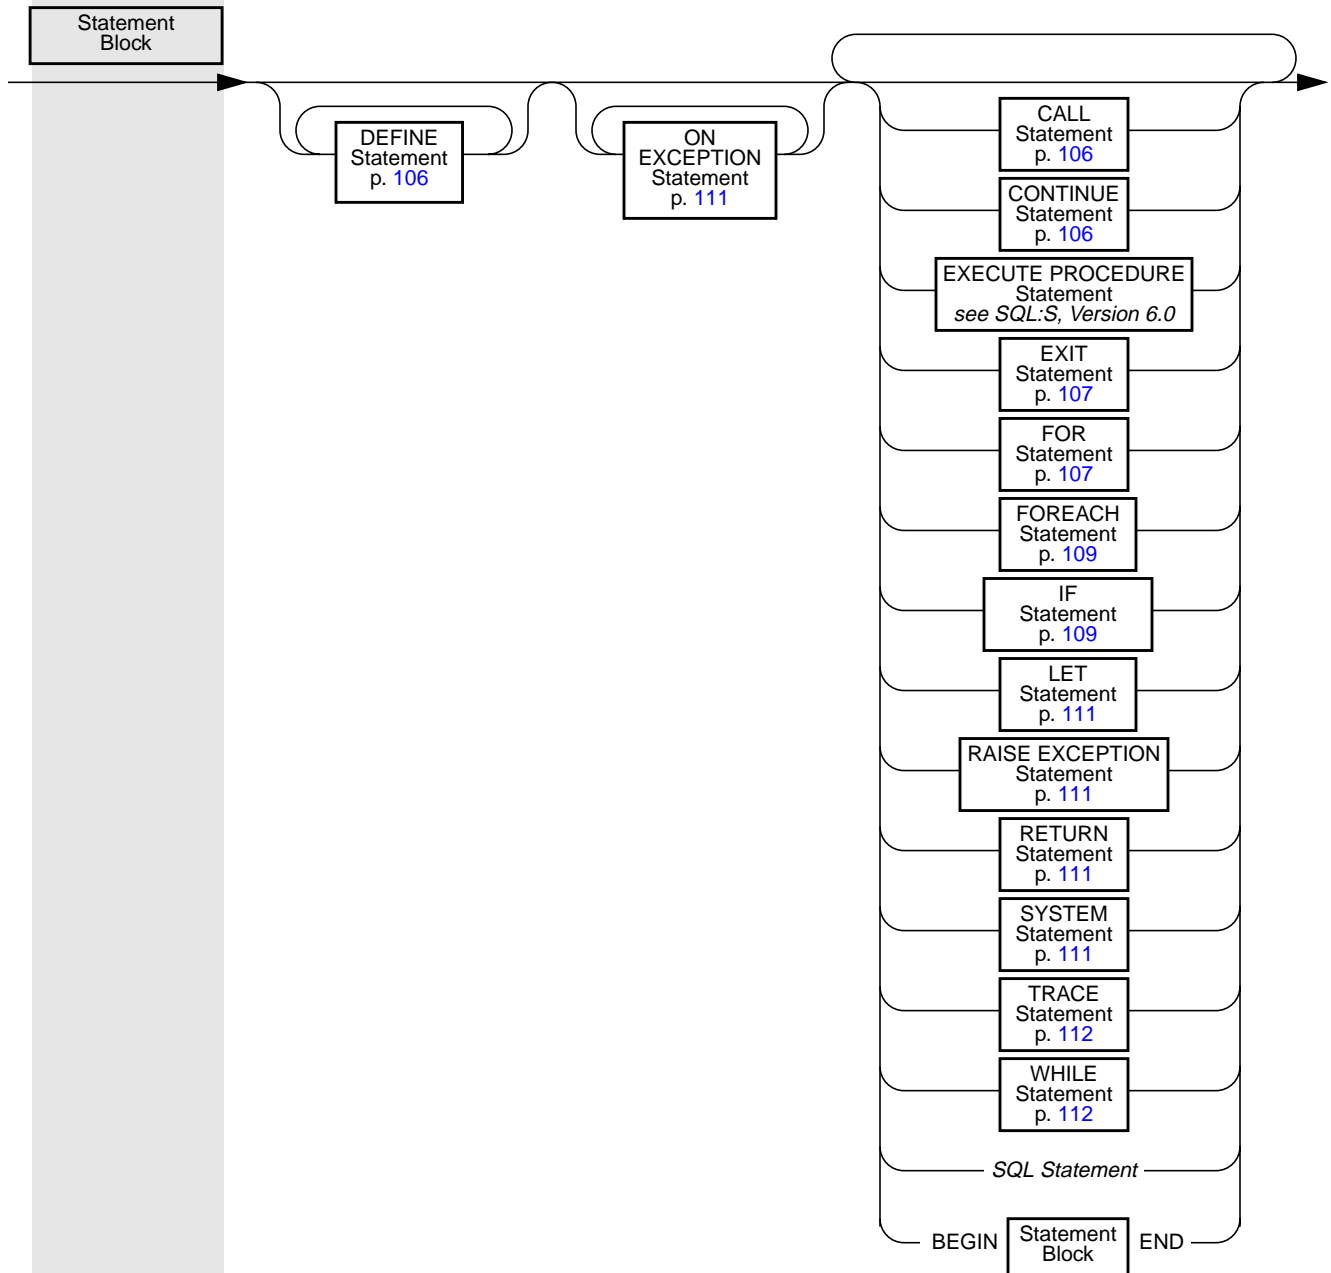 Statement
Block
DEFINE
Statement
p. 106
ON
EXCEPTION
Statement
p. 111
CALL
Statement
p. 106
CONTINUE
Statement
p. 106
EXECUTE PROCEDURE
Statement
see SQL:S, Version 6.0
EXIT
Statement
p. 107
FOR
Statement
p. 107
FOREACH
Statement
p. 109
IF
Statement
p. 109
LET
Statement
p. 111
RAISE EXCEPTION
Statement
p. 111
RETURN
Statement
p. 111
SYSTEM
Statement
p. 111
TRACE
Statement
p. 112
WHILE
Statement
p. 112
SQL Statement
BEGIN
Statement
Block
END